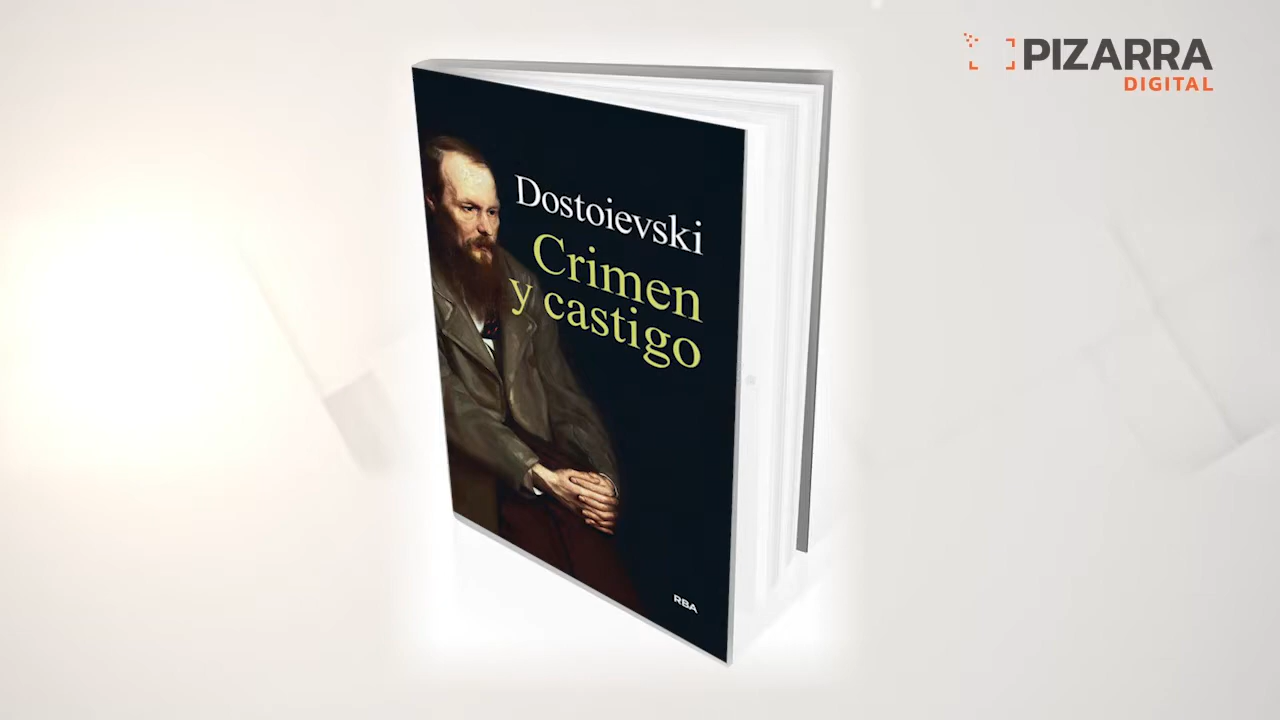 PIZARRA
DIGITAL
Dostoievski
Crimen
y castigo
RBA